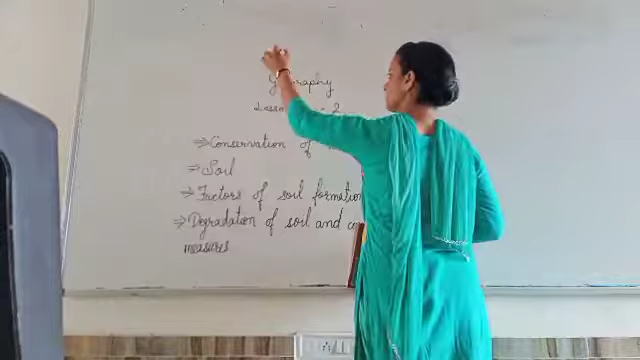 Geography
Lesson - 2
⇒ Conservation of
⇒ Soil
⇒ Factors of soil formation
⇒ Degradation of soil and
measures